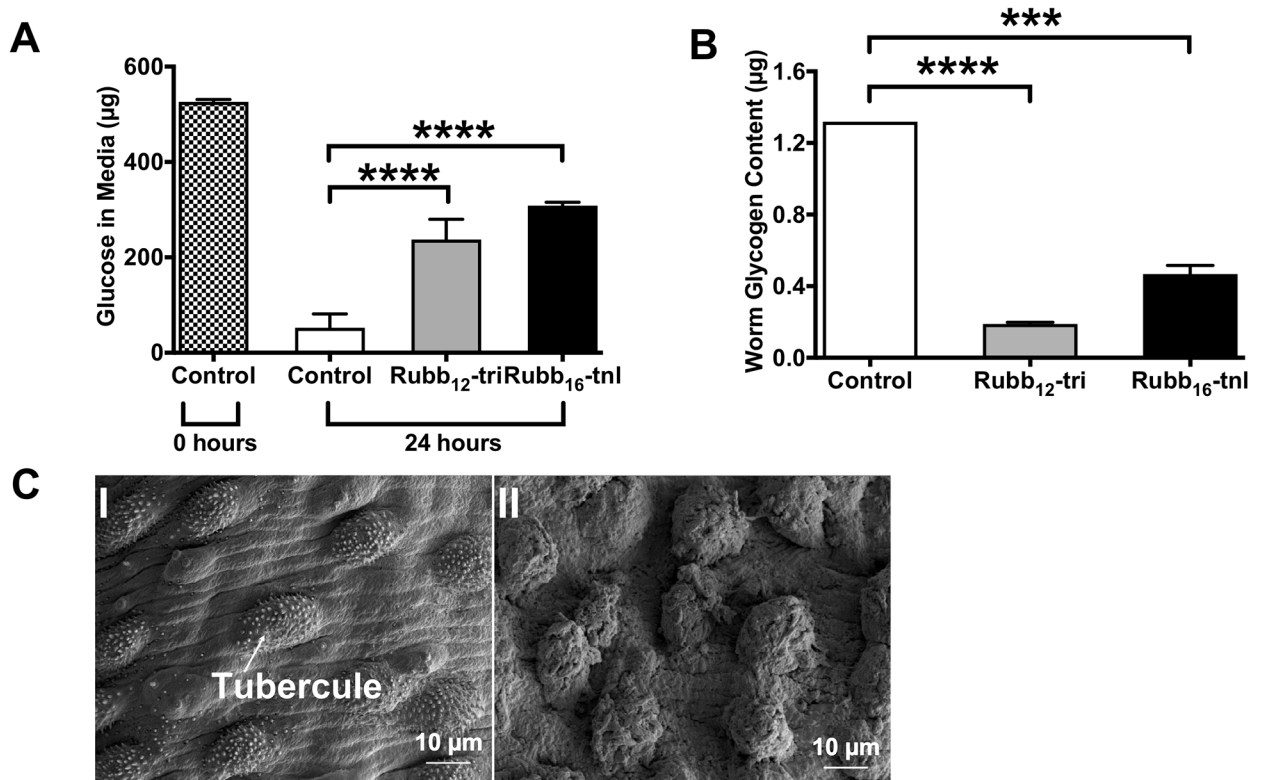 A
Glucose in Media (µg)
600
400
200
0
****
****
Control
Control
Rubb12-tri
Rubb16-tnl
0 hours
24 hours
B
Worm Glycogen Content (µg)
1.6
1.2
0.8
0.4
0.0
***
****
Control
Rubb12-tri
Rubb16-tnl
C
I
Tubercule
10 µm
II
10 µm